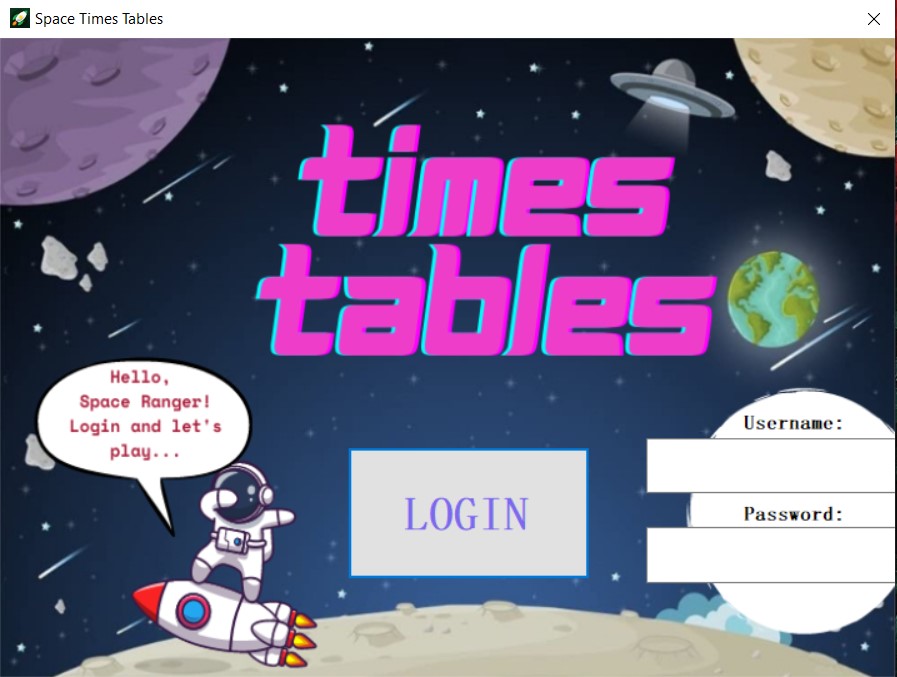 Space Times Tables
times
tables
Hello,
Space Ranger!
Login and let's
play...
LOGIN
Username:
Password: